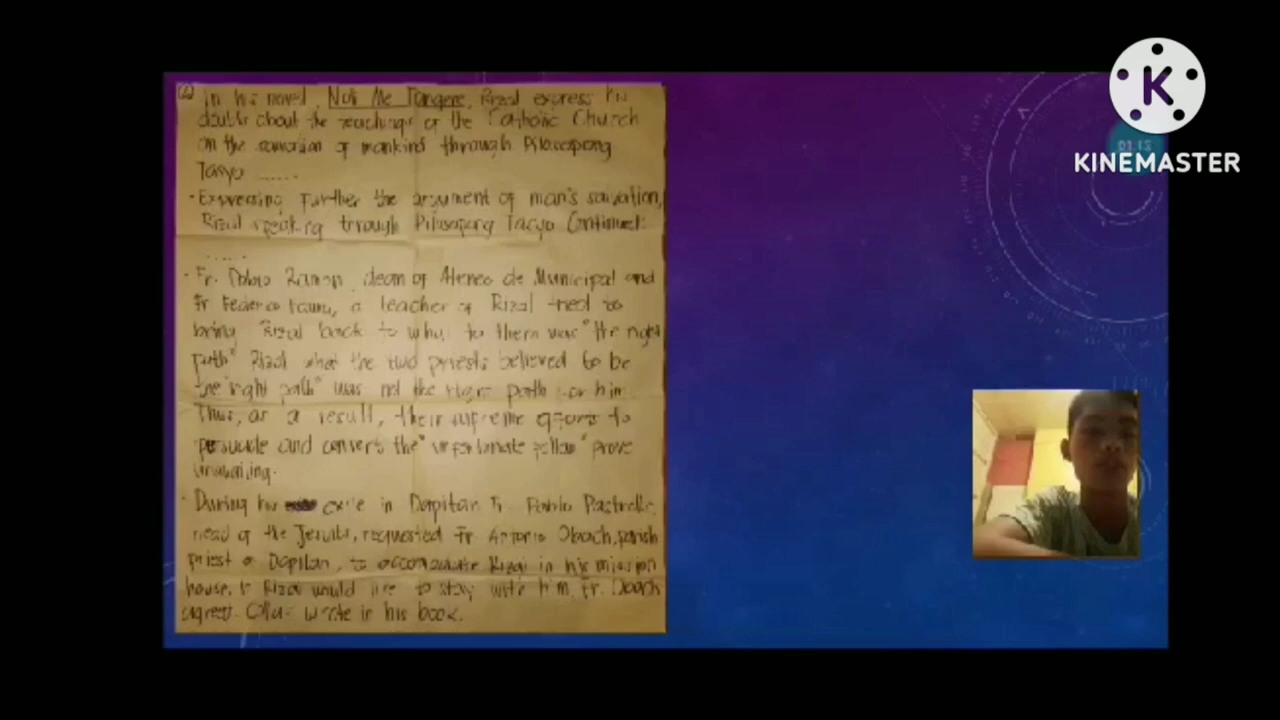 In his novel, Noli Me Tangere, Rizal express his
doubts about the teachings of the Catholic Church
on the salvation of mankind through Pilosopong
Tasyo ......
- Expressing further the argument of man's salvation,
Rizal speaking through Pilosopong Tasyo Continued:
......
- Fr. Pablo Ramon, dean of Ateneo de Municipal and
Fr Federico a teacher of Rizal tried to
bring Rizal back to what to them was "the right
path" Rizal what the two priests believed to be
the "right path" was not the right path for him.
Thus, as a result, their supreme efforts to
persuade and convert the "unfortunate fellow" prove
unavailing.
- During his exile in Dapitan Fr. Pablo
head of the Jesuits, requested Fr. Antonio Obach, parish
priest of Dapitan, to accomodate Rizal in his mission
house. If Rizal would like to stay with him, Fr. Obach
agreed. wrote in his book.
K
01:15
KINEMASTER